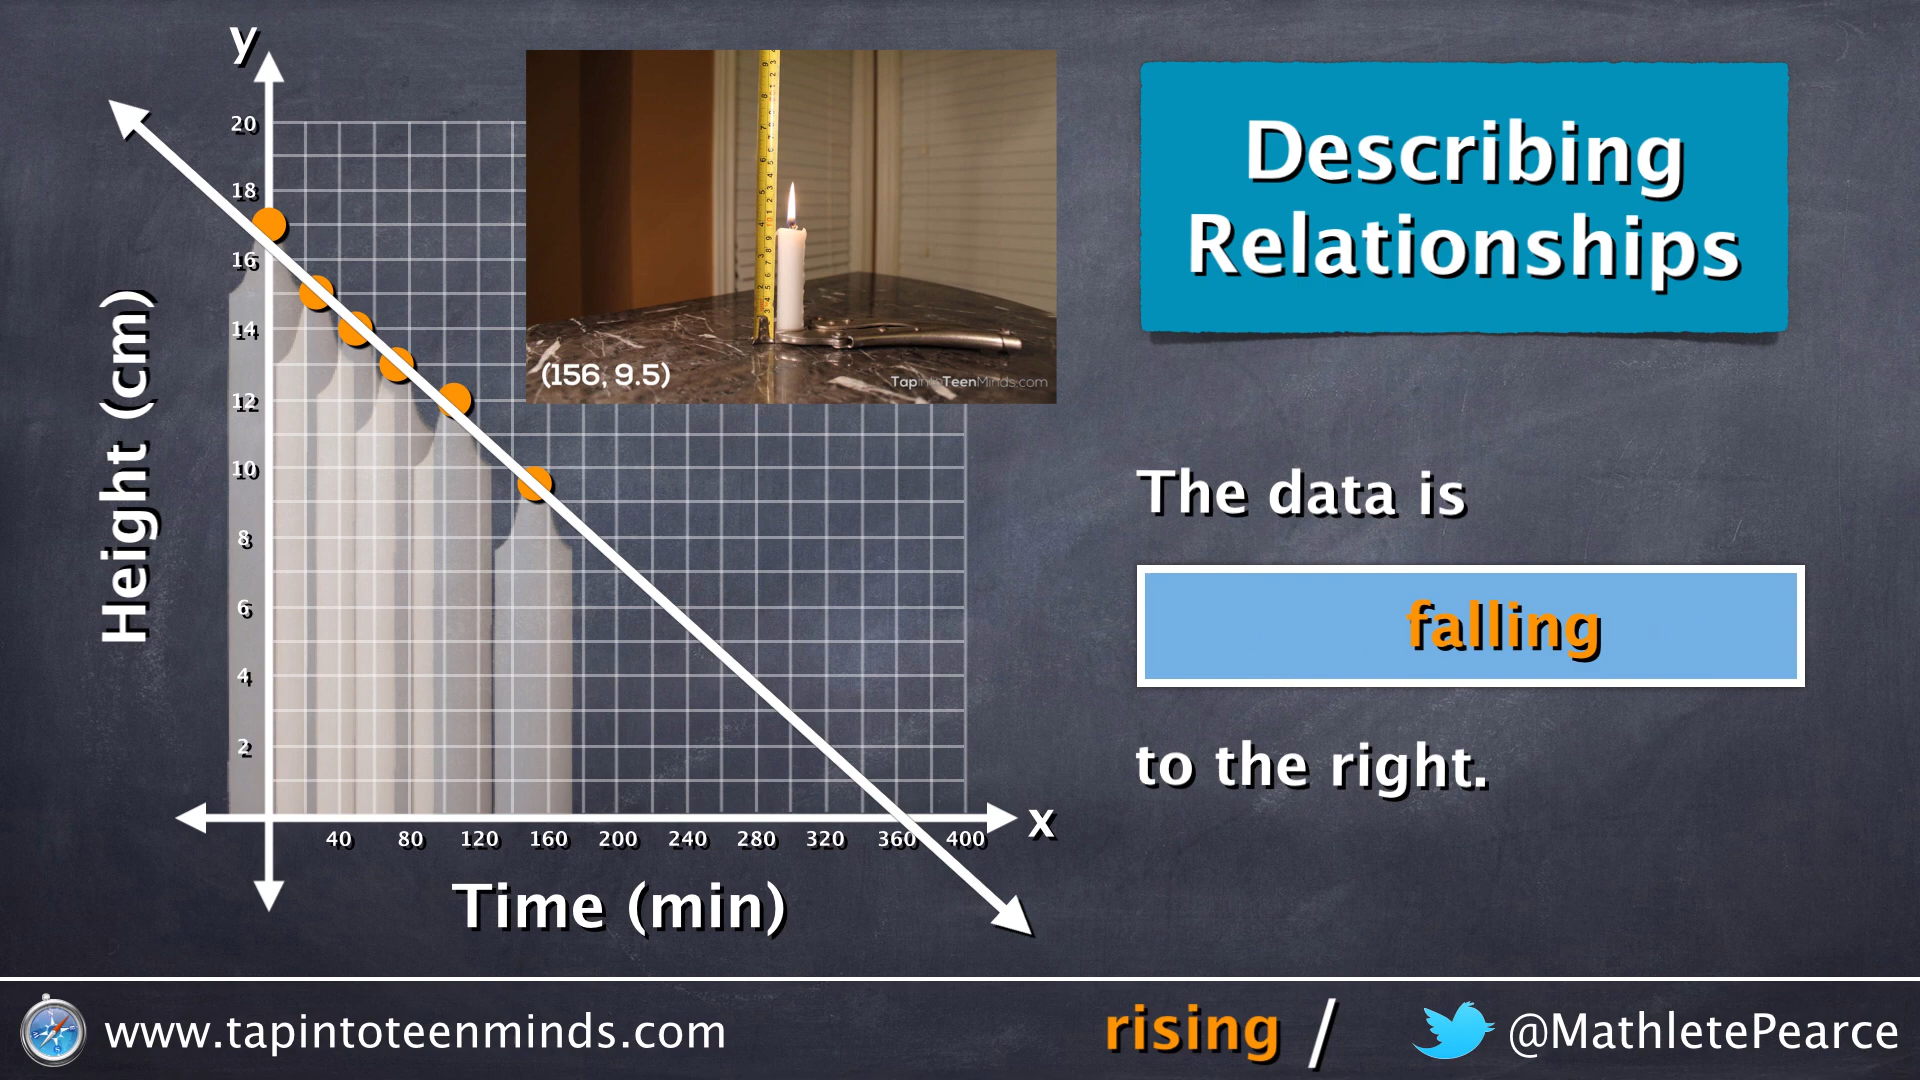 y
20
18
16
14
12
10
8
6
4
2
Height (cm)
40 80 120 160 200 240 280 320 360 400
x
Time (min)
(156, 9.5)
TapintoTeenMinds.com
Describing
Relationships
The data is
falling
to the right.
www.tapintoteenminds.com
rising /
@MathletePearce